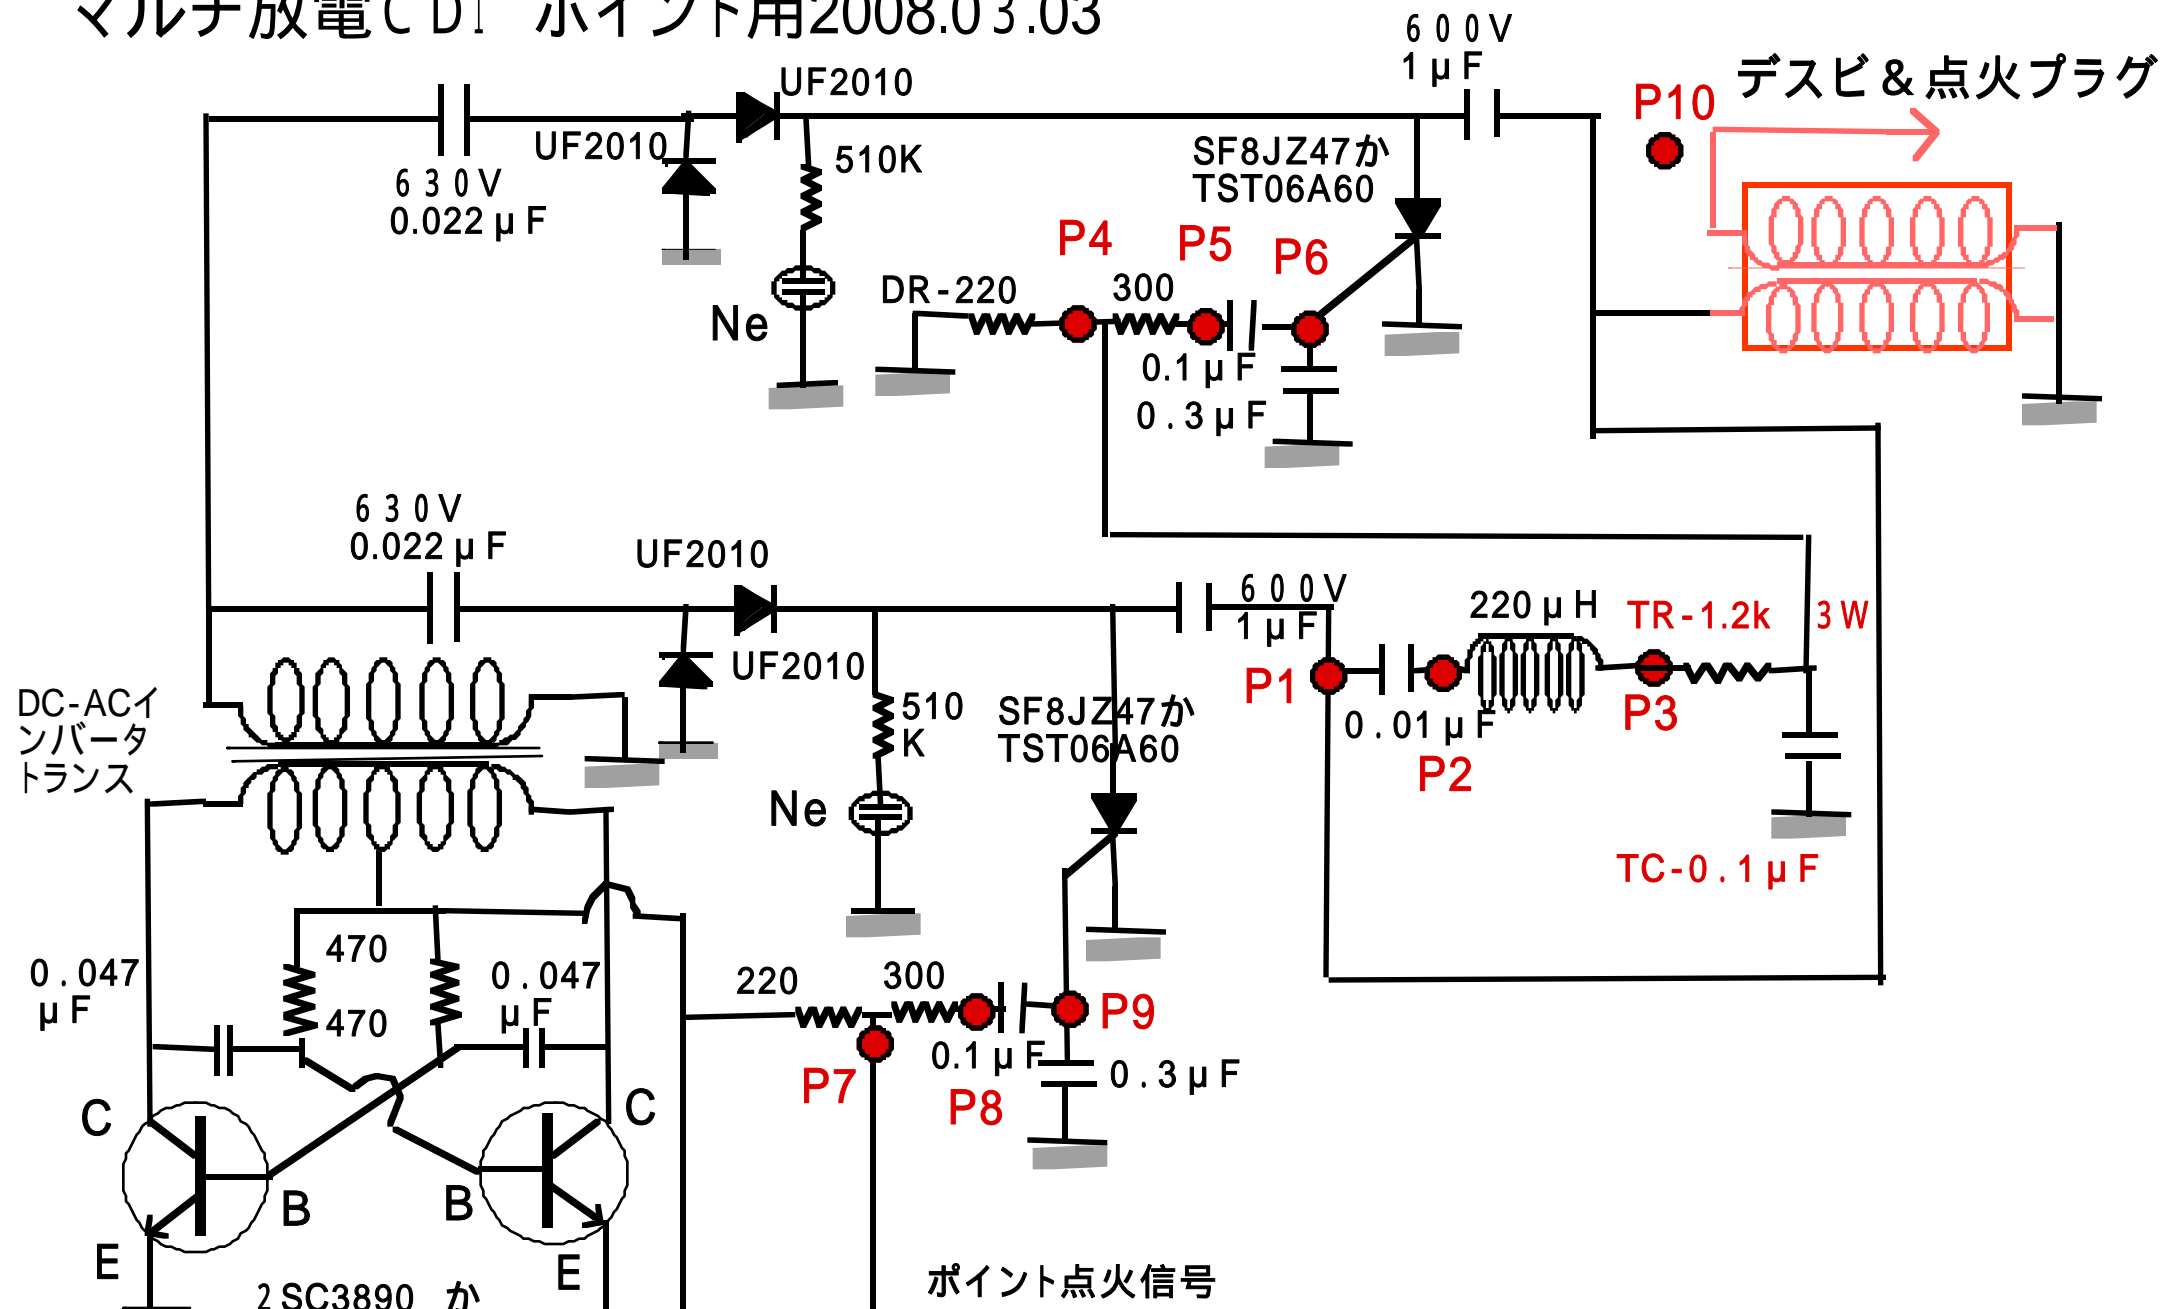 マルチ放電CDI ポイント用2008.03.03
600V
1μF
デスビ&点火プラグ
P10
UF2010
UF2010
510K
SF8JZ47か
TST06A60
630V
0.022μF
P4
P5
P6
DR-220
300
Ne
0.1μF
0.3μF
630V
0.022μF
UF2010
600V
1μF
220μH
TR-1.2k 3W
UF2010
P1
510
K
SF8JZ47か
TST06A60
0.01μF
P3
DC-ACイ
ンバータ
トランス
P2
Ne
TC-0.1μF
470
0.047
μF
0.047
μF
220
300
470
P9
0.1μF
0.3μF
P7
P8
C
C
B
B
E
E
ポイント点火信号
2SC3890 か